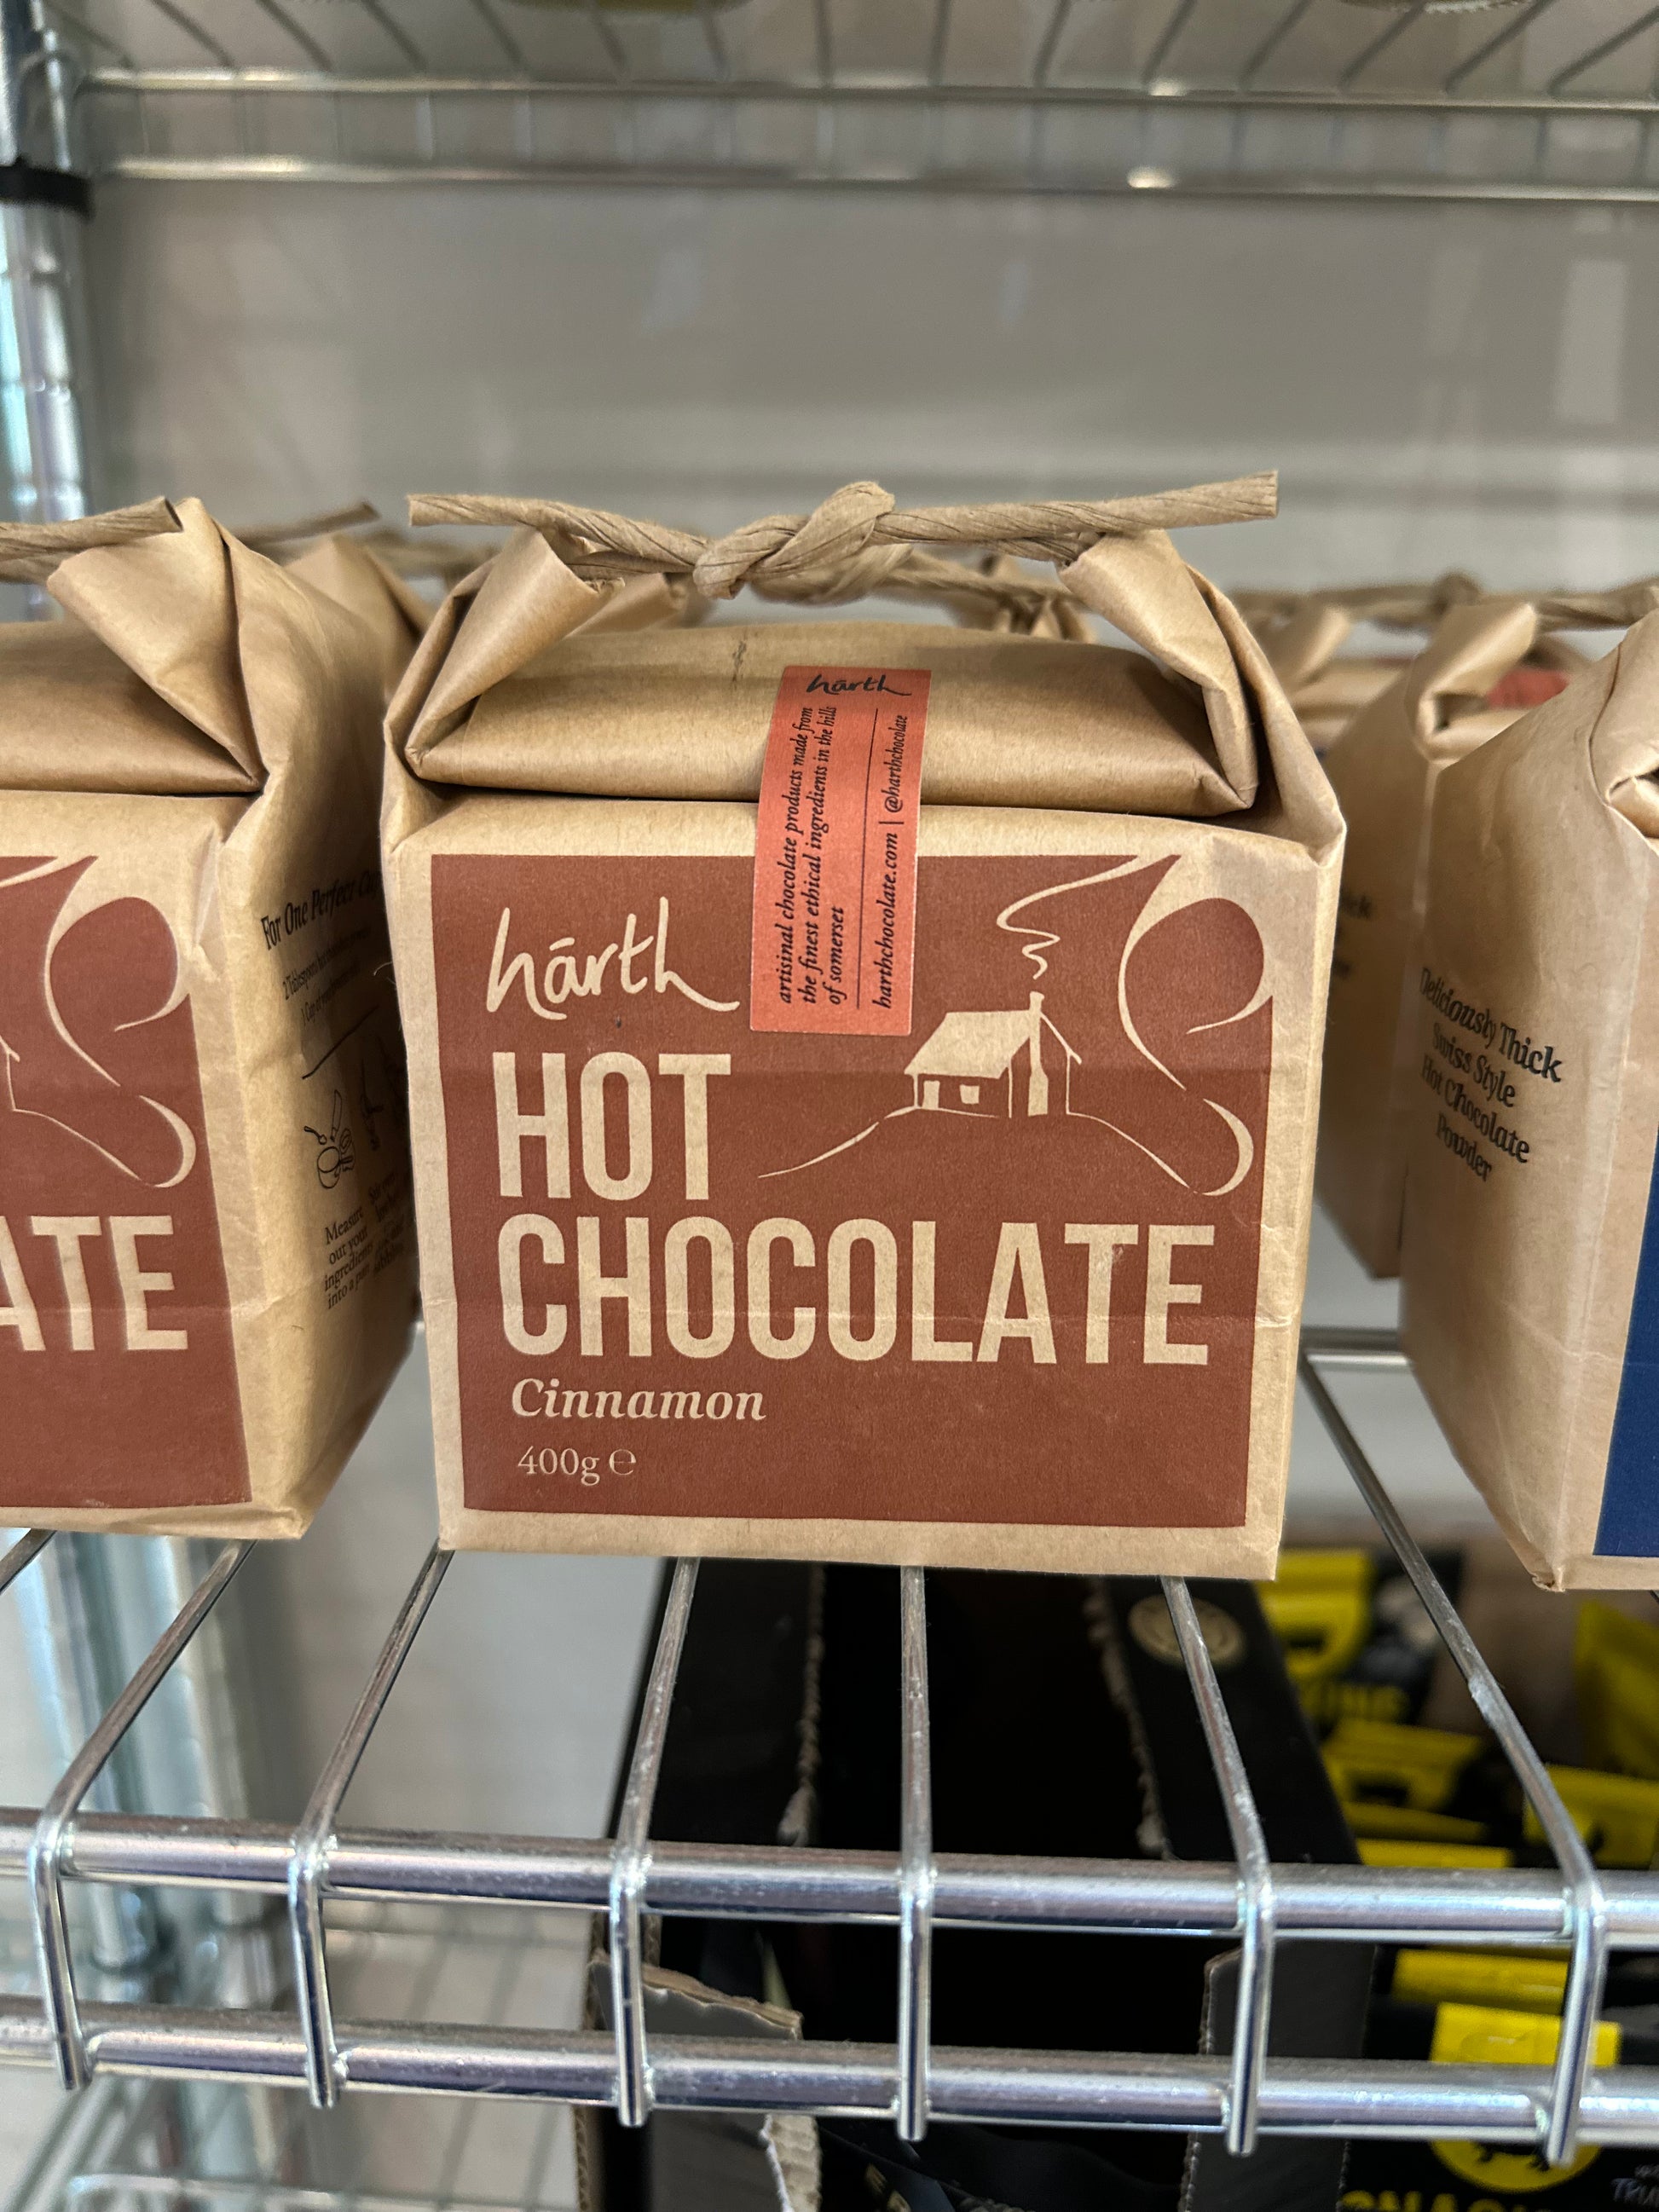 hārth
artisinal chocolate products made from
the finest ethical ingredients in the hills
of somerset
harthchocolate.com | @harthchocolate
hārth
HOT
CHOCOLATE
Cinnamon
400g ℮
ATE
For One Perfect
Measure
out your
ingredients
into a pan
Deliciously Thick
Swiss Style
Hot Chocolate
Powder